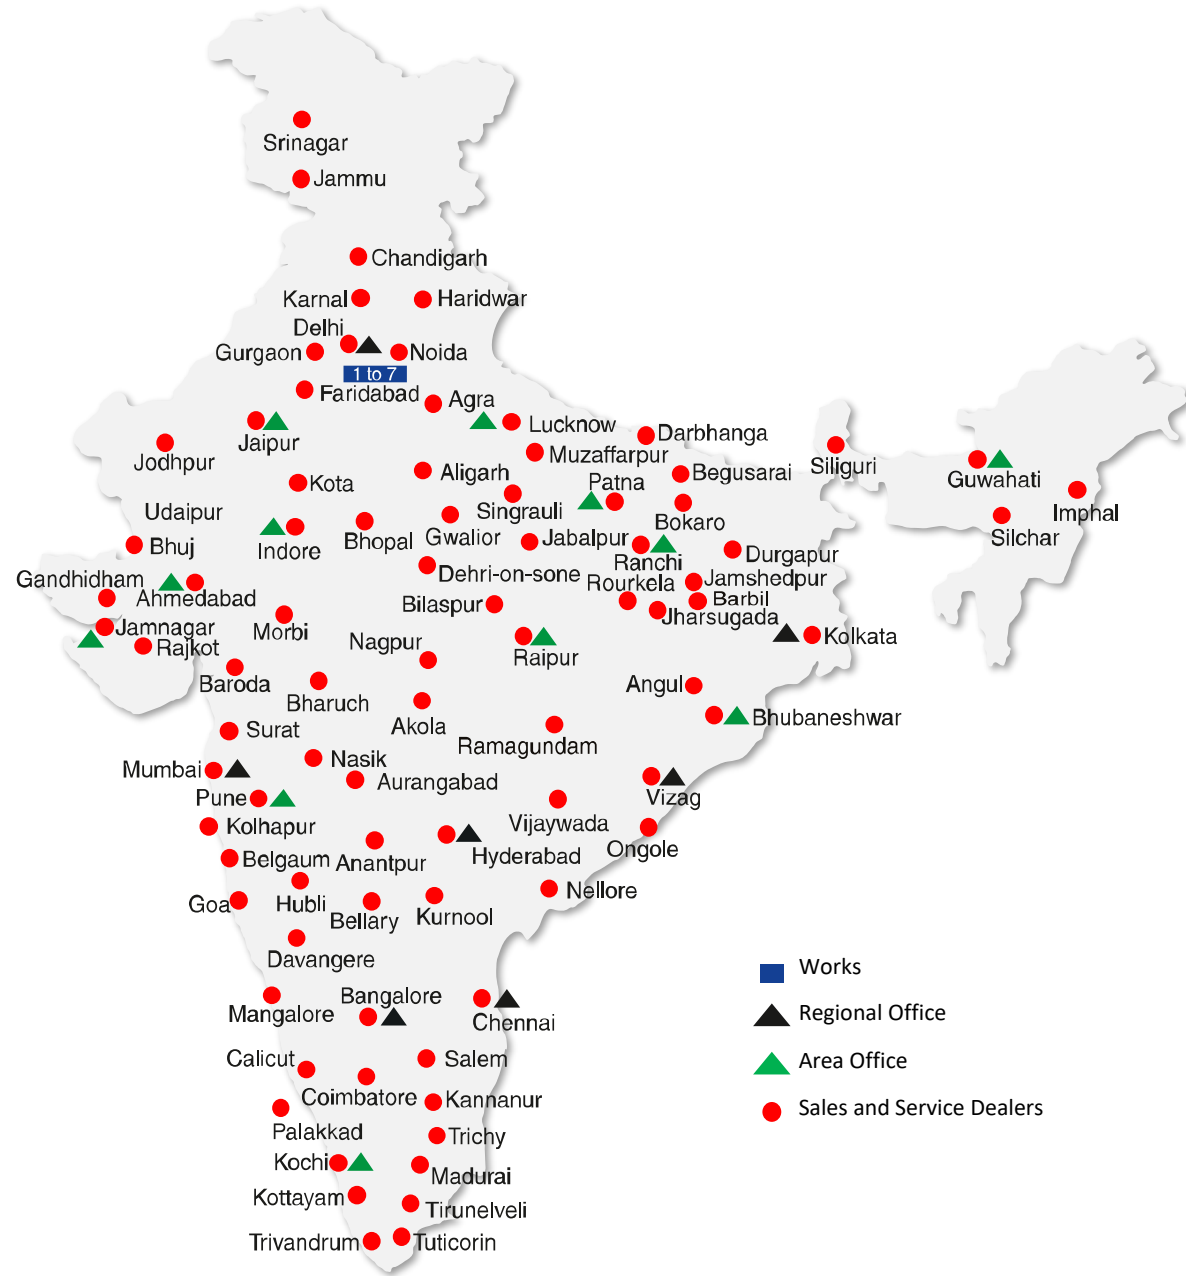 Srinagar
Jammu
Chandigarh
Karnal
Haridwar
Delhi
Gurgaon
Noida
1 to 7
Faridabad
Agra
Jaipur
Lucknow
Darbhanga
Jodhpur
Muzaffarpur
Siliguri
Guwahati
Kota
Aligarh
Patna
Begusarai
Singrauli
Imphal
Udaipur
Bokaro
Silchar
Bhuj
Indore
Bhopal
Gwalior
Jabalpur
Ranchi
Durgapur
Gandhidham
Ahmedabad
Dehri-on-sone
Rourkela
Jamshedpur
Bilaspur
Barbil
Jharsugada
Jamnagar
Morbi
Kolkata
Rajkot
Nagpur
Raipur
Baroda
Bharuch
Angul
Akola
Bhubaneshwar
Surat
Ramagundam
Nasik
Mumbai
Aurangabad
Pune
Vizag
Kolhapur
Vijaywada
Ongole
Belgaum
Anantpur
Hyderabad
Goa
Hubli
Bellary
Kurnool
Nellore
Davangere
Works
Mangalore
Bangalore
Chennai
Regional Office
Calicut
Salem
Area Office
Coimbatore
Kannanur
Sales and Service Dealers
Palakkad
Trichy
Kochi
Madurai
Kottayam
Tirunelveli
Trivandrum
Tuticorin